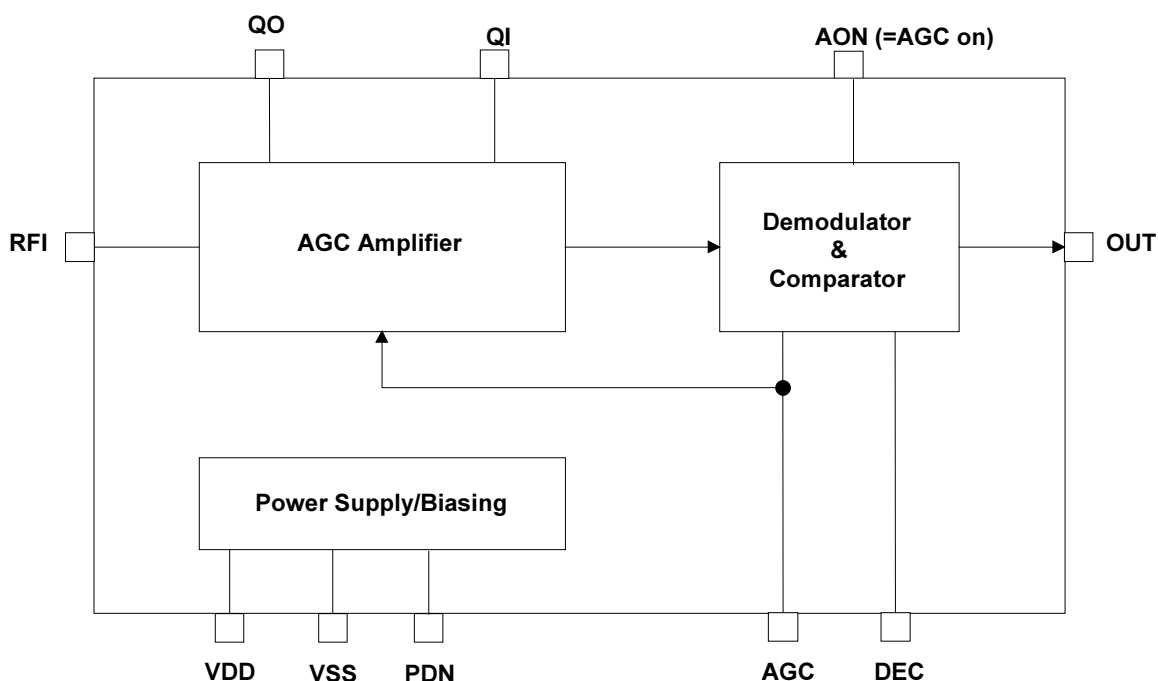 QO
QI
AON (=AGC on)
RFI
AGC Amplifier
Demodulator
&
Comparator
OUT
Power Supply/Biasing
VDD
VSS
PDN
AGC
DEC